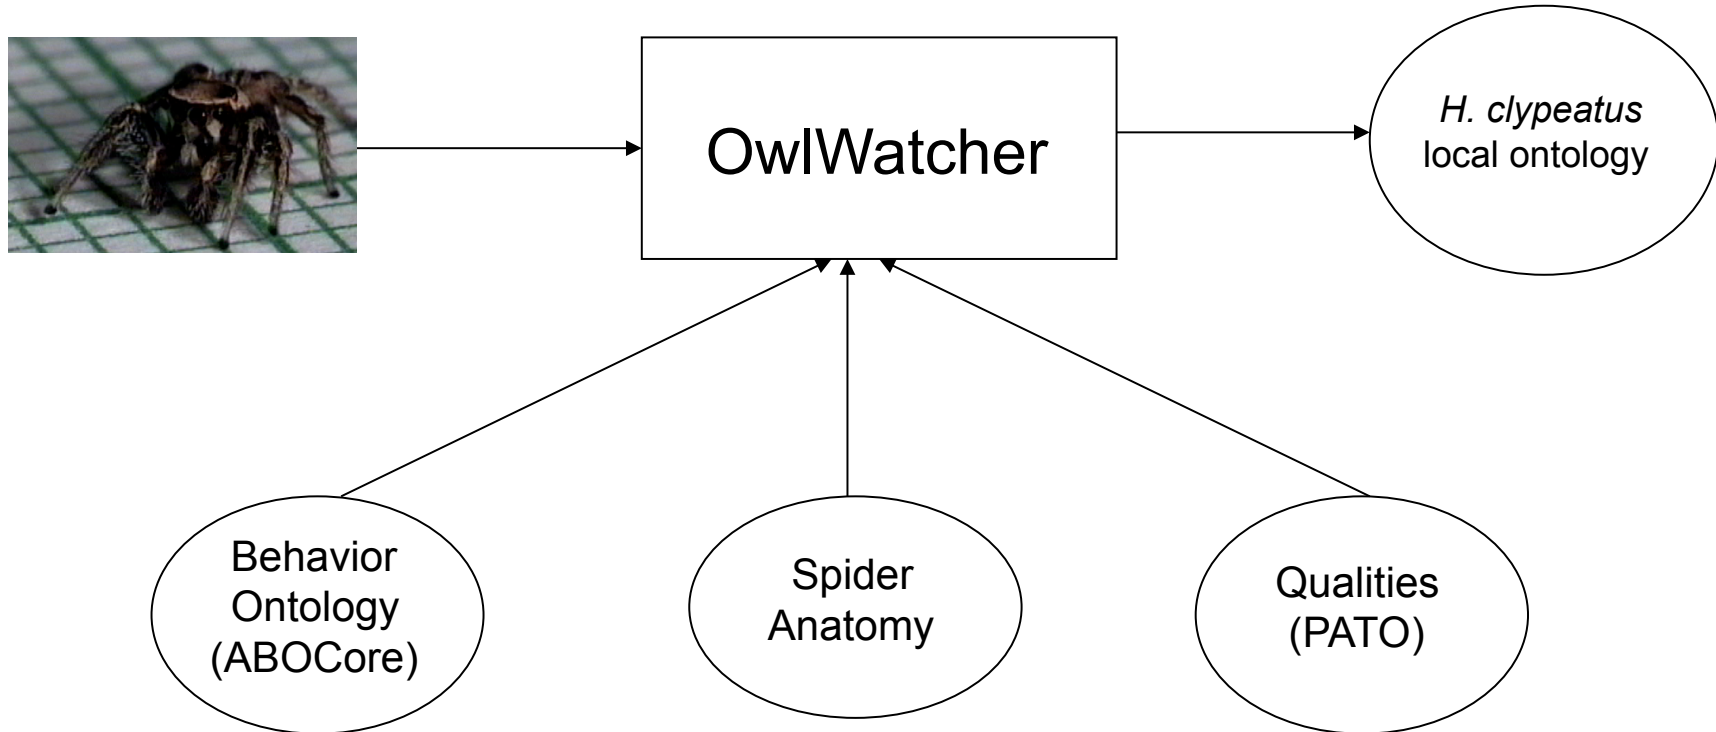 OwlWatcher
H. clypeatus
local ontology
Behavior
Ontology
(ABOCore)
Spider
Anatomy
Qualities
(PATO)